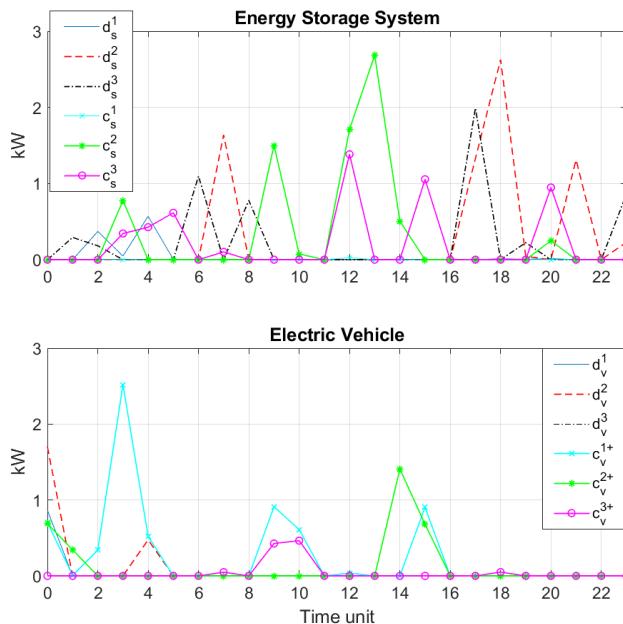 Energy Storage System
d_s^1
d_s^2
d_s^3
c_s^1
c_s^2
c_s^3
3
2
1
0
kW
0 2 4 6 8 10 12 14 16 18 20 22
Electric Vehicle
d_v^1
d_v^2
d_v^3
c_v^1+
c_v^2+
c_v^3+
3
2
1
0
kW
0 2 4 6 8 10 12 14 16 18 20 22
Time unit